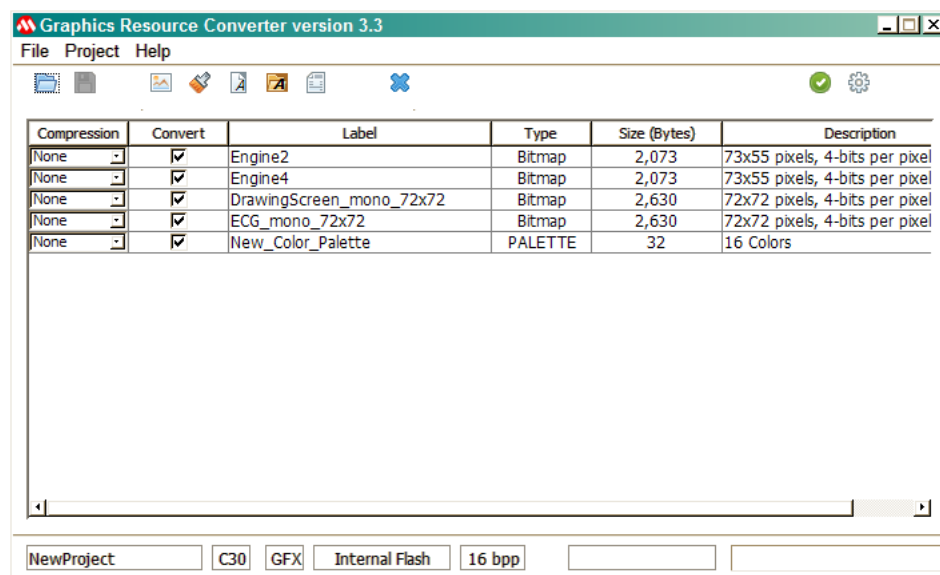 Graphics Resource Converter version 3.3
File Project Help
Compression Convert Label Type Size (Bytes) Description
None Engine2 Bitmap 2,073 73x55 pixels, 4-bits per pixel
None Engine4 Bitmap 2,073 73x55 pixels, 4-bits per pixel
None DrawingScreen_mono_72x72 Bitmap 2,630 72x72 pixels, 4-bits per pixel
None ECG_mono_72x72 Bitmap 2,630 72x72 pixels, 4-bits per pixel
None New_Color_Palette PALETTE 32 16 Colors
NewProject C30 GFX Internal Flash 16 bpp